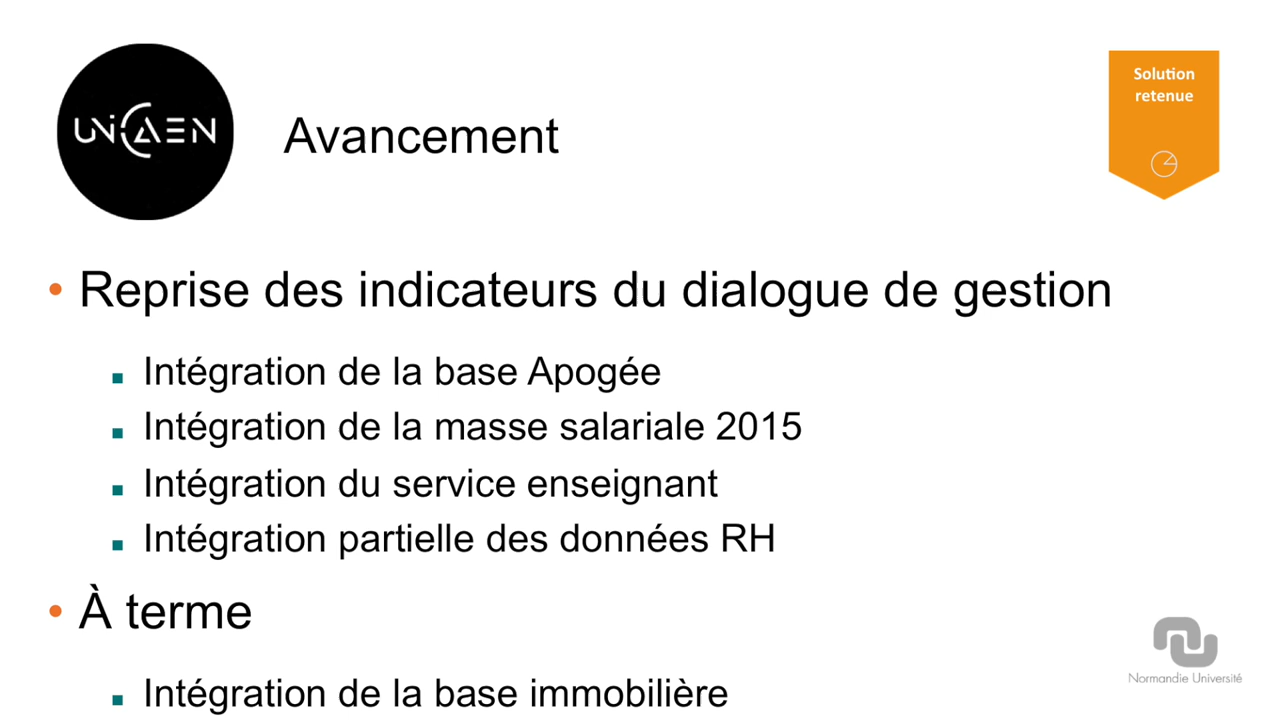 UNICAEN
Avancement
Solution
retenue
• Reprise des indicateurs du dialogue de gestion
▪ Intégration de la base Apogée
▪ Intégration de la masse salariale 2015
▪ Intégration du service enseignant
▪ Intégration partielle des données RH
• À terme
▪ Intégration de la base immobilière
Normandie Université